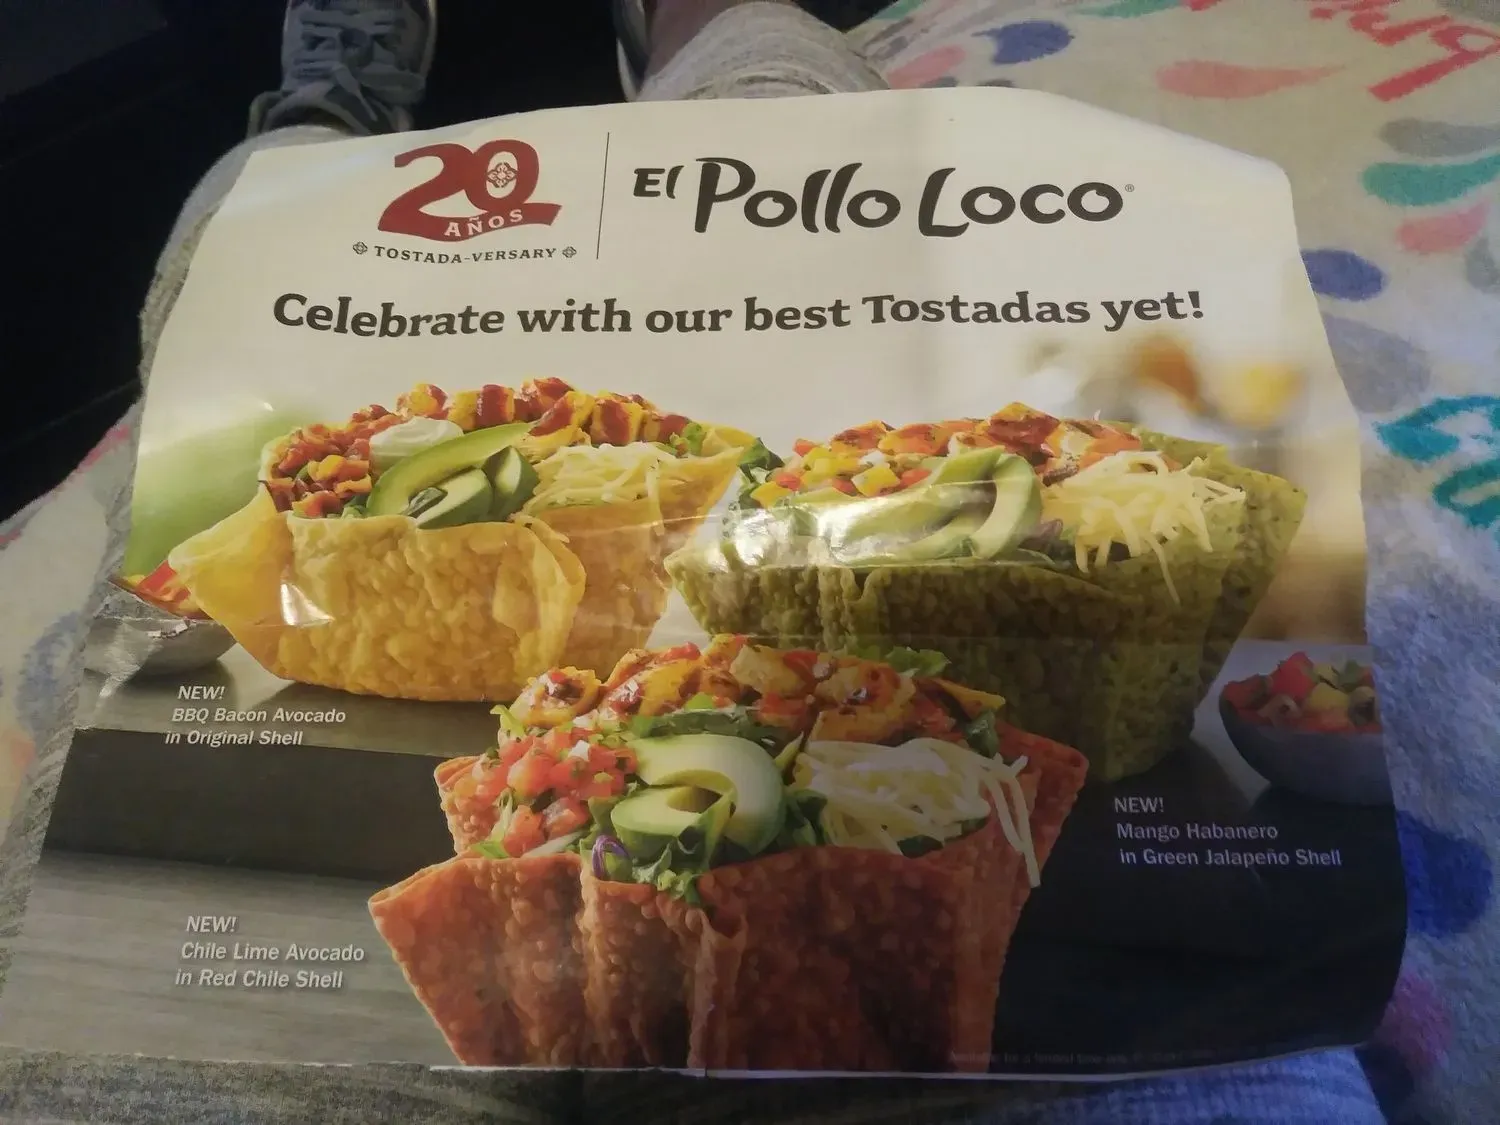 20
AÑOS
TOSTADA-VERSARY
El Pollo Loco®
Celebrate with our best Tostadas yet!
NEW!
BBQ Bacon Avocado
in Original Shell
NEW!
Mango Habanero
in Green Jalapeño Shell
NEW!
Chile Lime Avocado
in Red Chile Shell